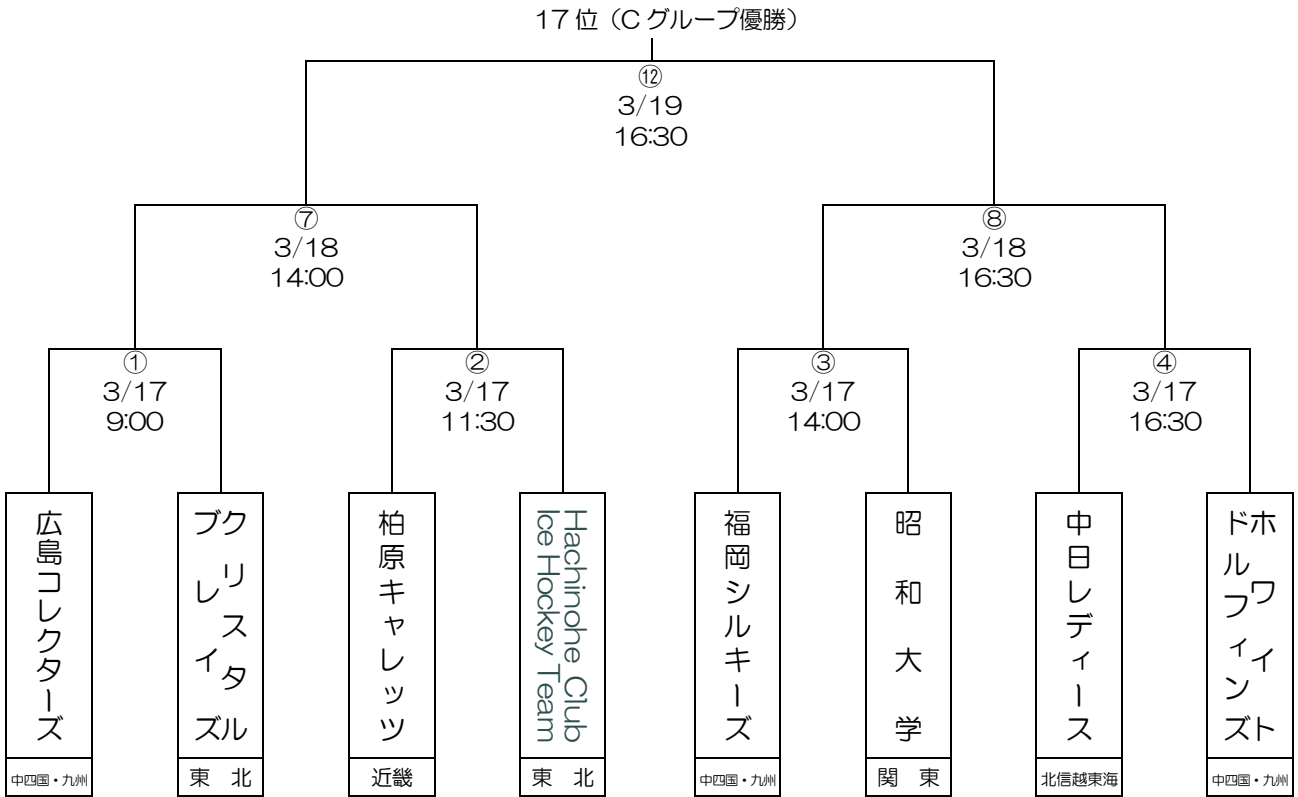 17位（Cグループ優勝）
⑫
3/19
16:30
⑦
3/18
14:00
⑧
3/18
16:30
①
3/17
9:00
②
3/17
11:30
③
3/17
14:00
④
3/17
16:30
広島コレクターズ
クリスタル
ブレイズ
柏原キャレッツ
Hachinohe Club
Ice Hockey Team
福岡シルキーズ
昭和大学
中日レディース
ホワイト
ドルフィンズ
中四国・九州
東 北
近畿
東 北
中四国・九州
関 東
北信越東海
中四国・九州